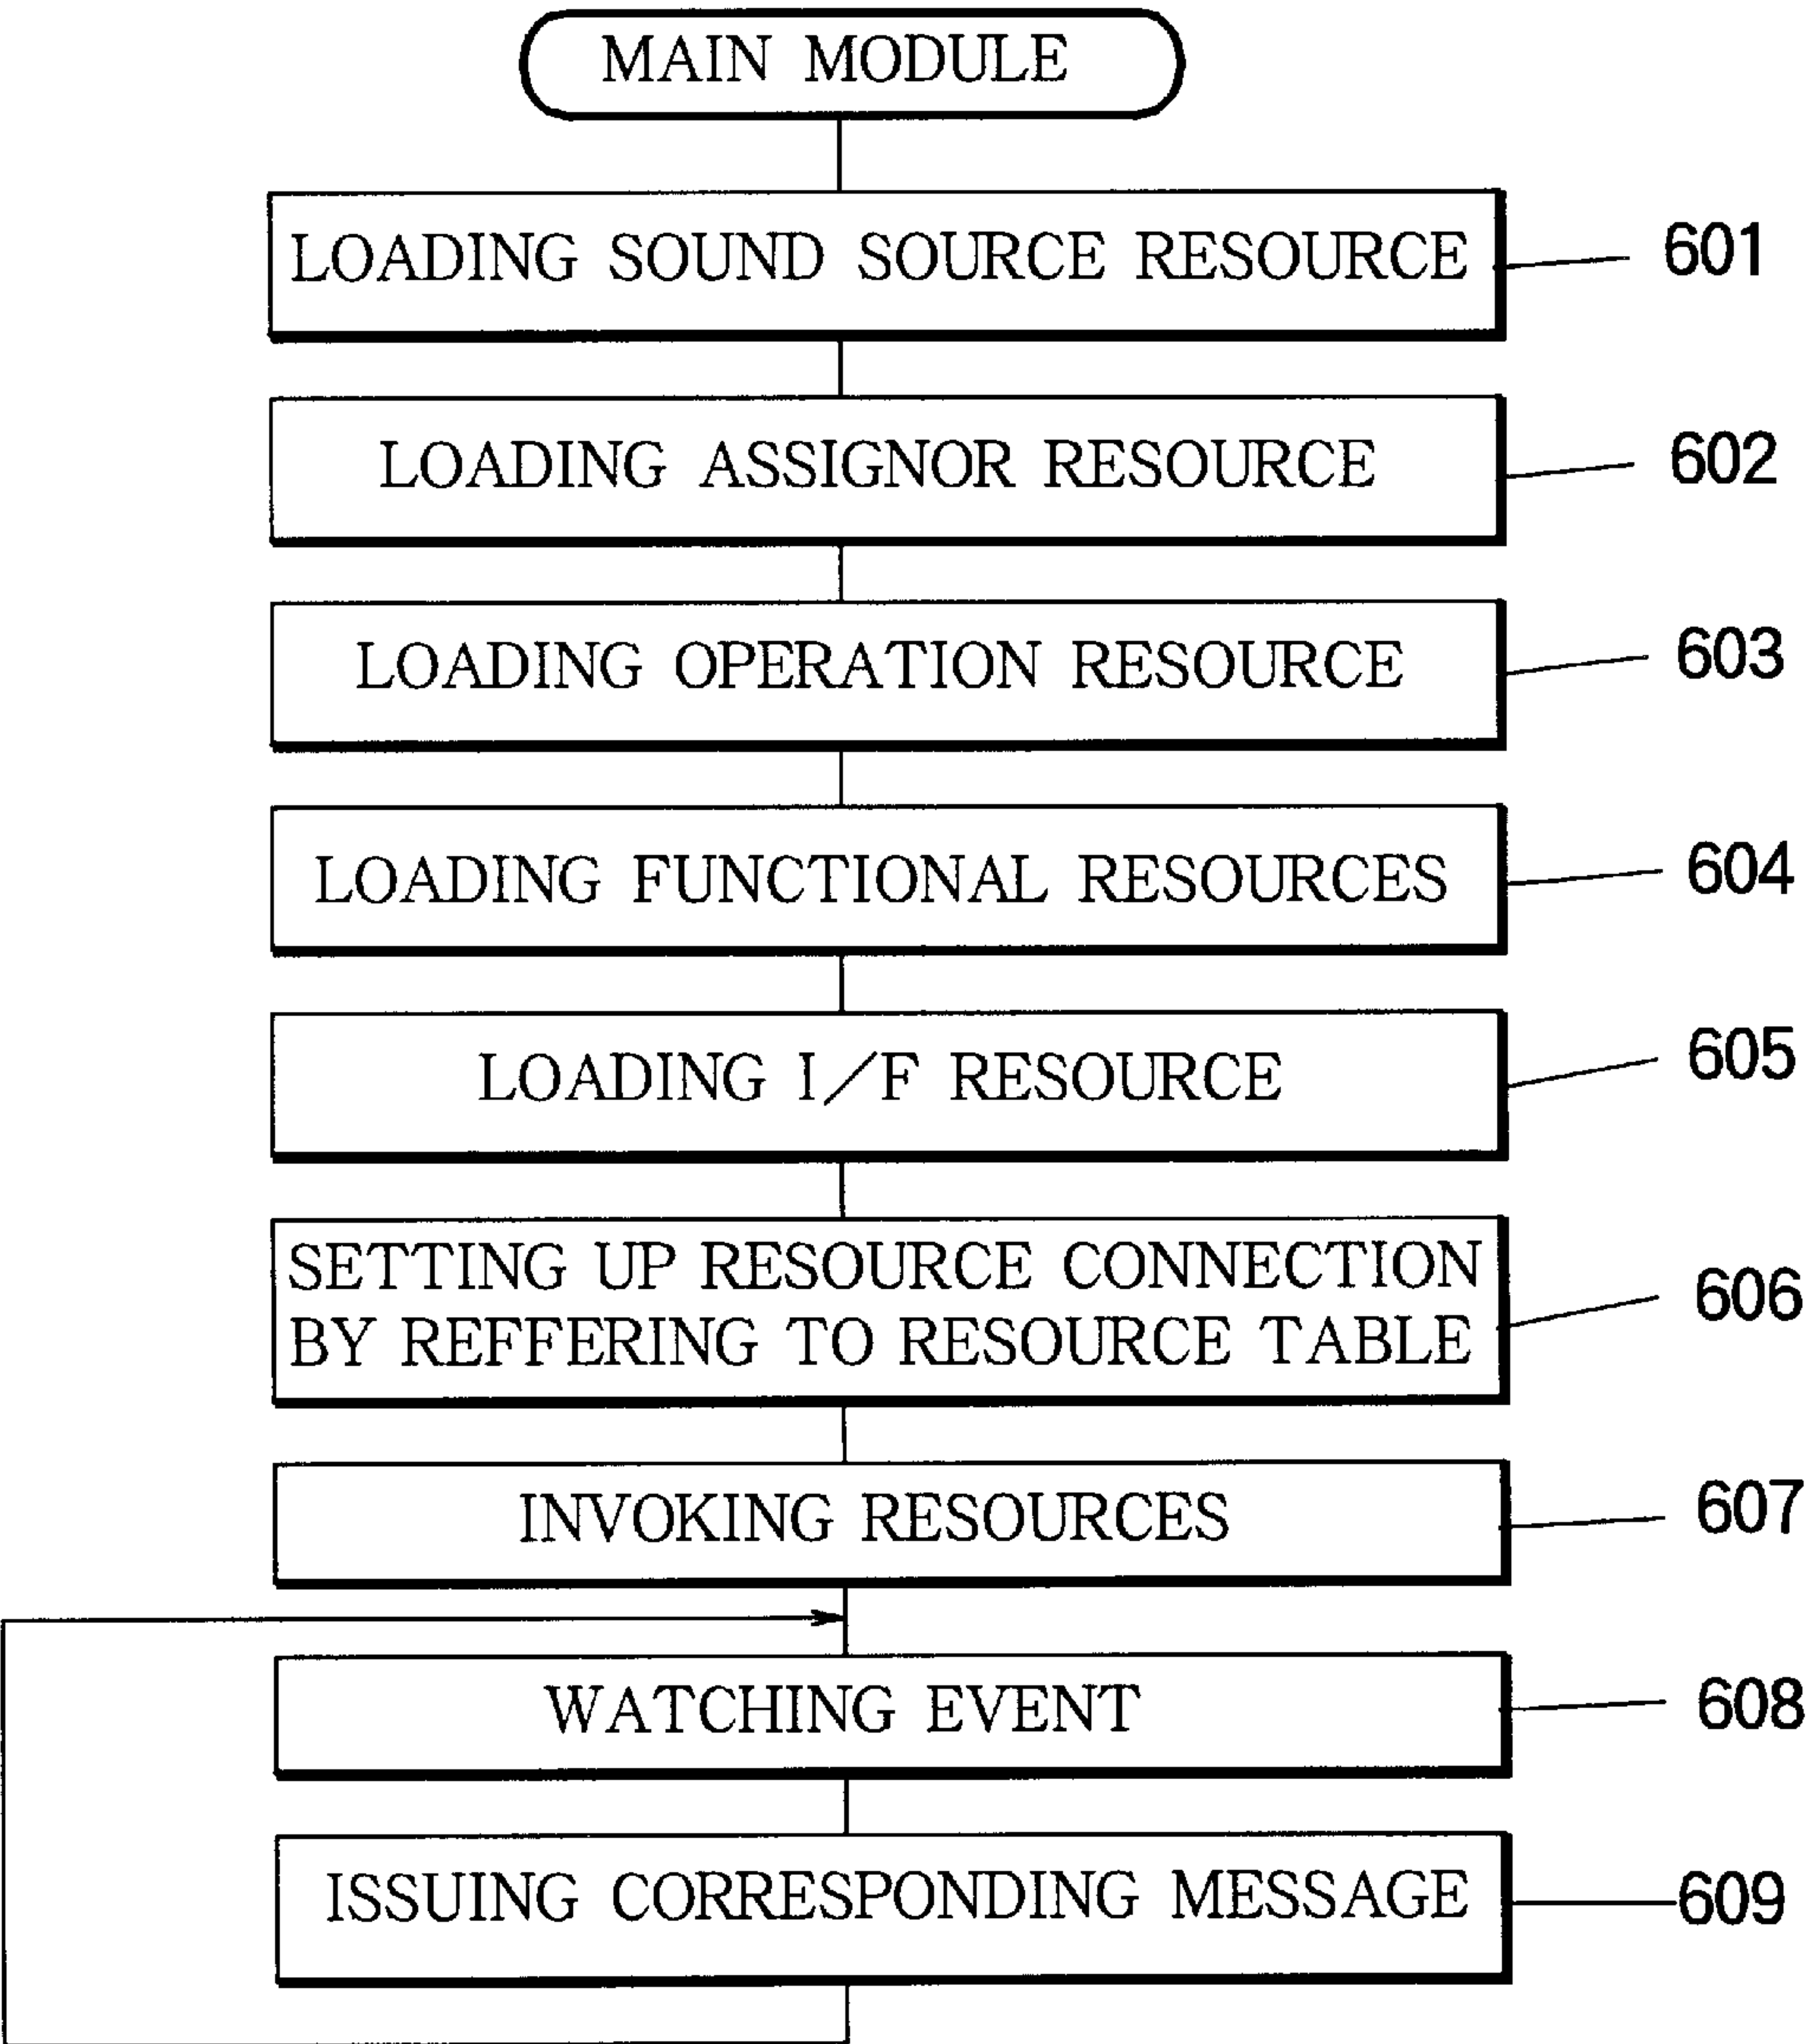 MAIN MODULE
LOADING SOUND SOURCE RESOURCE
601
LOADING ASSIGNOR RESOURCE
602
LOADING OPERATION RESOURCE
603
LOADING FUNCTIONAL RESOURCES
604
LOADING I/F RESOURCE
605
SETTING UP RESOURCE CONNECTION
BY REFFERING TO RESOURCE TABLE
606
INVOKING RESOURCES
607
WATCHING EVENT
608
ISSUING CORRESPONDING MESSAGE
609